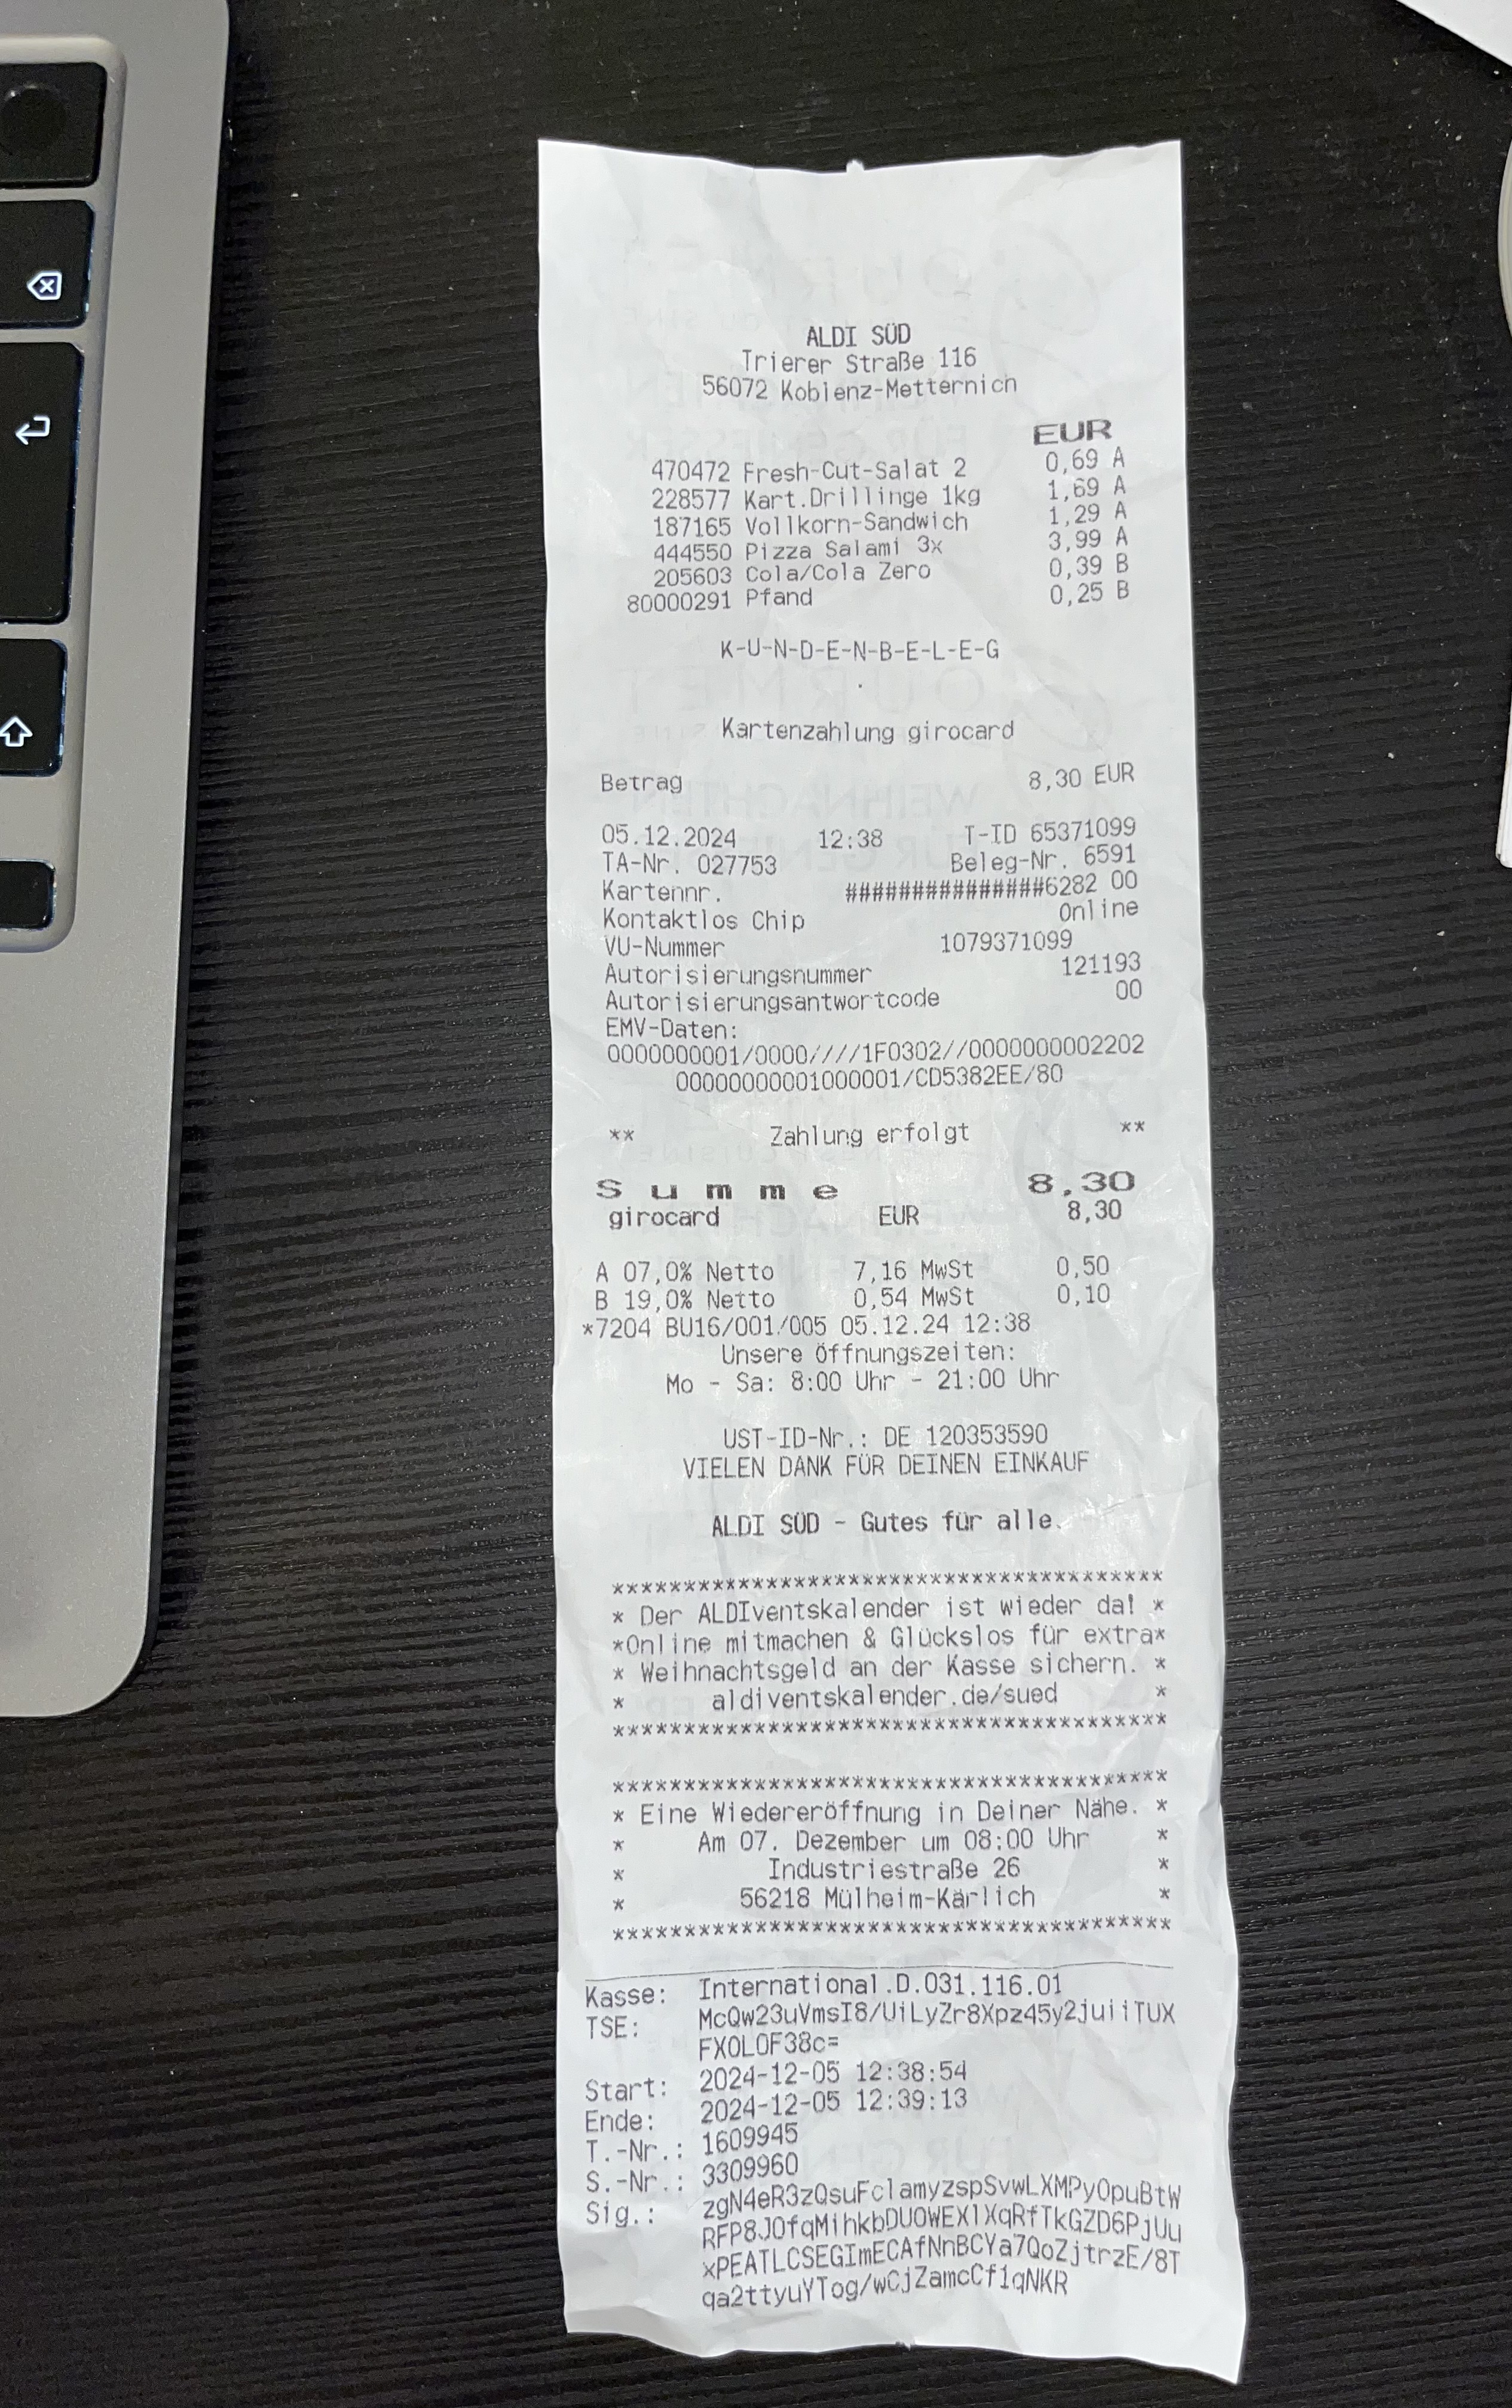 ALDI SÜD
Trierer Straße 116
56072 Koblenz-Metternich
EUR
470472 Fresh-Cut-Salat 2 0,69 A
228577 Kart.Drillinge 1kg 1,69 A
187165 Vollkorn-Sandwich 1,29 A
444550 Pizza Salami 3x 3,99 A
205603 Cola/Cola Zero 0,39 B
80000291 Pfand 0,25 B
K-U-N-D-E-N-B-E-L-E-G
.
Kartenzahlung girocard
Betrag 8,30 EUR
05.12.2024 12:38 T-ID 65371099
TA-Nr. 027753 Beleg-Nr. 6591
Kartennr. ###############6282 00
Kontaktlos Chip Online
VU-Nummer 1079371099
Autorisierungsnummer 121193
Autorisierungsantwortcode 00
EMV-Daten:
0000000001/0000////1F0302//0000000002202
00000000001000001/CD5382EE/80
** Zahlung erfolgt **
Summe 8,30
girocard EUR 8,30
A 07,0% Netto 7,16 MwSt 0,50
B 19,0% Netto 0,54 MwSt 0,10
*7204 BU16/001/005 05.12.24 12:38
Unsere Öffnungszeiten:
Mo - Sa: 8:00 Uhr - 21:00 Uhr
UST-ID-Nr.: DE 120353590
VIELEN DANK FÜR DEINEN EINKAUF
ALDI SÜD - Gutes für alle.
****************************************
* Der ALDIventskalender ist wieder da! *
*Online mitmachen & Glückslos für extra*
* Weihnachtsgeld an der Kasse sichern. *
* aldiventskalender.de/sued *
****************************************
****************************************
* Eine Wiedereröffnung in Deiner Nähe. *
* Am 07. Dezember um 08:00 Uhr *
* Industriestraße 26 *
* 56218 Mülheim-Kärlich *
****************************************
Kasse: International.D.031.116.01
TSE: McQw23uVmsI8/UiLyZr8Xpz45y2juiiTUX
FXOLOF38c=
Start: 2024-12-05 12:38:54
Ende: 2024-12-05 12:39:13
T.-Nr.: 1609945
S.-Nr.: 3309960
Sig.: zgN4eR3zQsuFclamyzspSvwLXMPyOpuBtW
RFP8JOfqMihkbDUOWEXlXqRfTkGZD6PjUu
xPEATLCSEGImECAfNnBCYa7QoZjtrzE/8T
qa2ttyuYTog/wCjZamcCf1qNKR